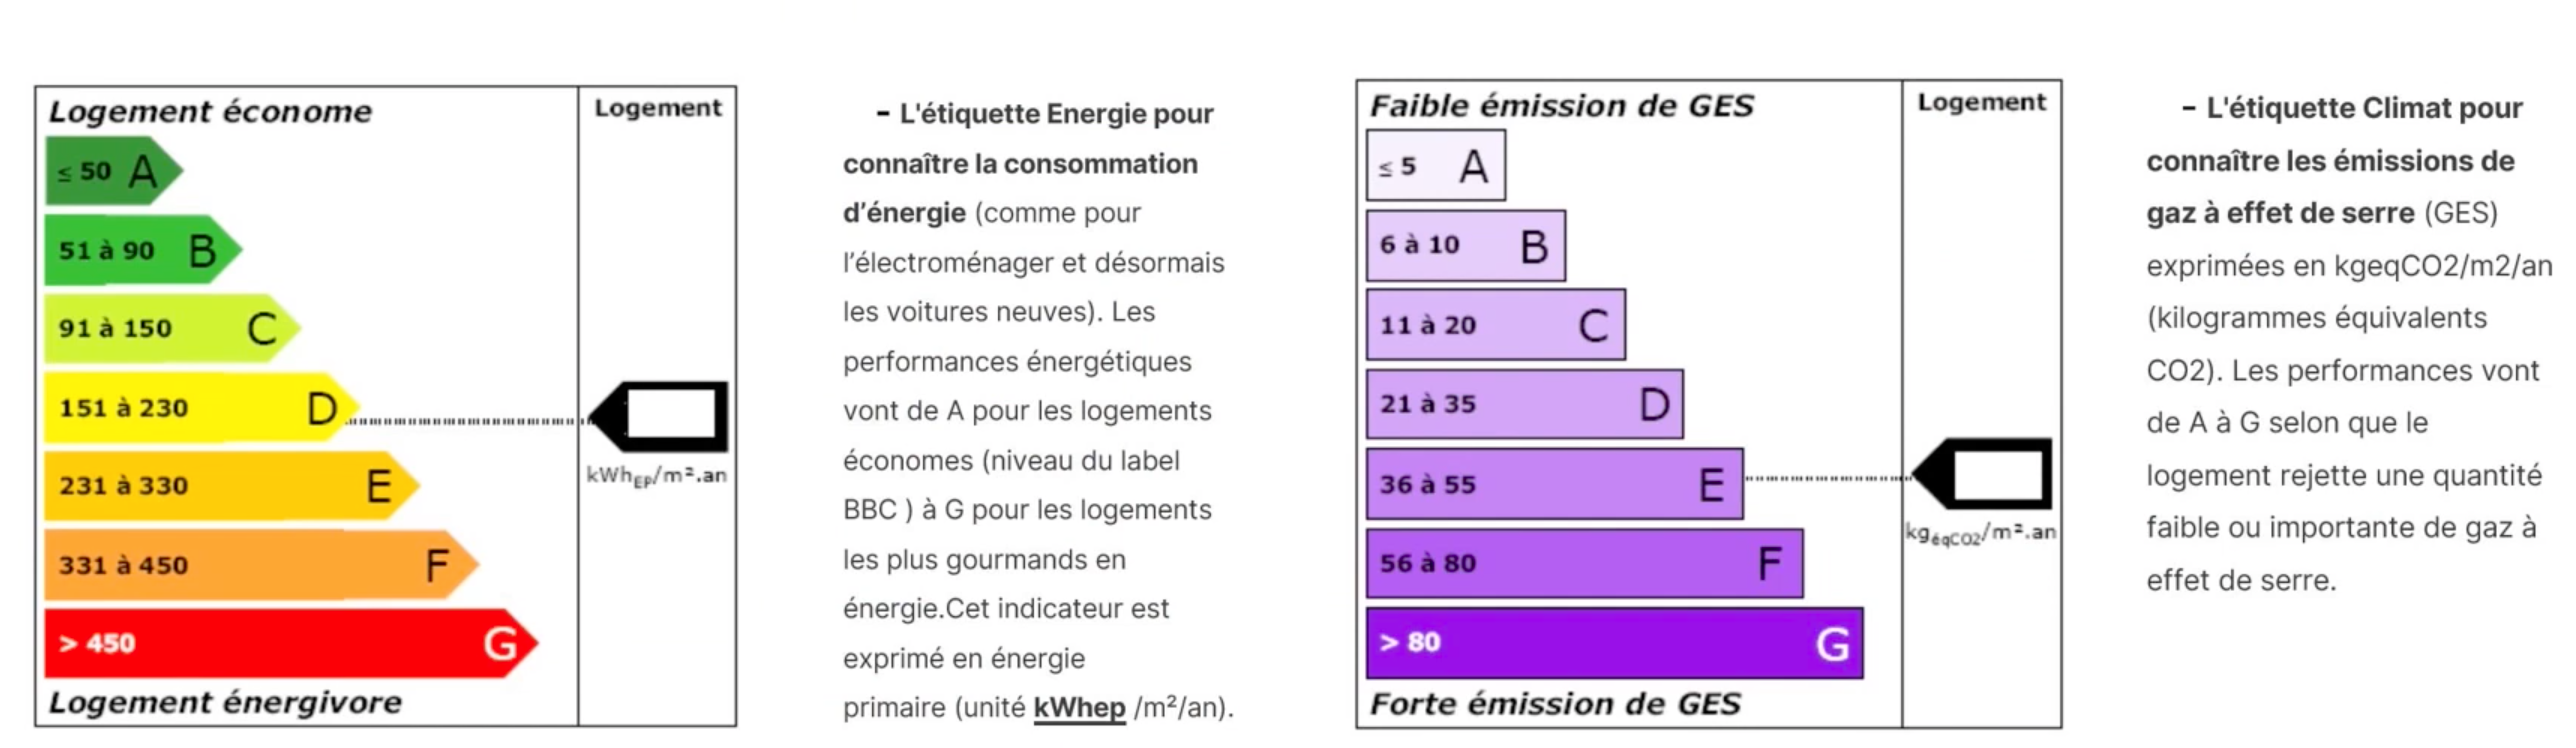 Logement économe
Logement
≤ 50 A
51 à 90 B
91 à 150 C
151 à 230 D
231 à 330 E
331 à 450 F
> 450 G
kWhEP/m².an
Logement énergivore
- L'étiquette Energie pour
connaître la consommation
d'énergie (comme pour
l'électroménager et désormais
les voitures neuves). Les
performances énergétiques
vont de A pour les logements
économes (niveau du label
BBC ) à G pour les logements
les plus gourmands en
énergie.Cet indicateur est
exprimé en énergie
primaire (unité kWhep /m²/an).
Faible émission de GES
Logement
≤ 5 A
6 à 10 B
11 à 20 C
21 à 35 D
36 à 55 E
56 à 80 F
> 80 G
kgéqCO2/m².an
Forte émission de GES
- L'étiquette Climat pour
connaître les émissions de
gaz à effet de serre (GES)
exprimées en kgeqCO2/m2/an
(kilogrammes équivalents
CO2). Les performances vont
de A à G selon que le
logement rejette une quantité
faible ou importante de gaz à
effet de serre.